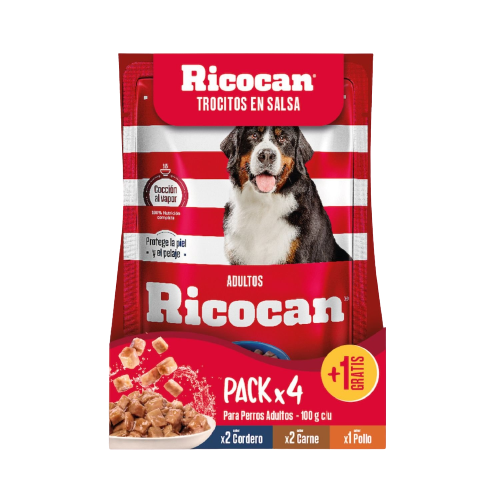 Ricocan®
TROCITOS EN SALSA
Cocción
al vapor
Protege la piel
y el pelaje
ADULTOS
Ricocan
PACK x4
+1
GRATIS
Para Perros Adultos - 100 g c/u
x2 Cordero
x2 Carne
x1 Pollo